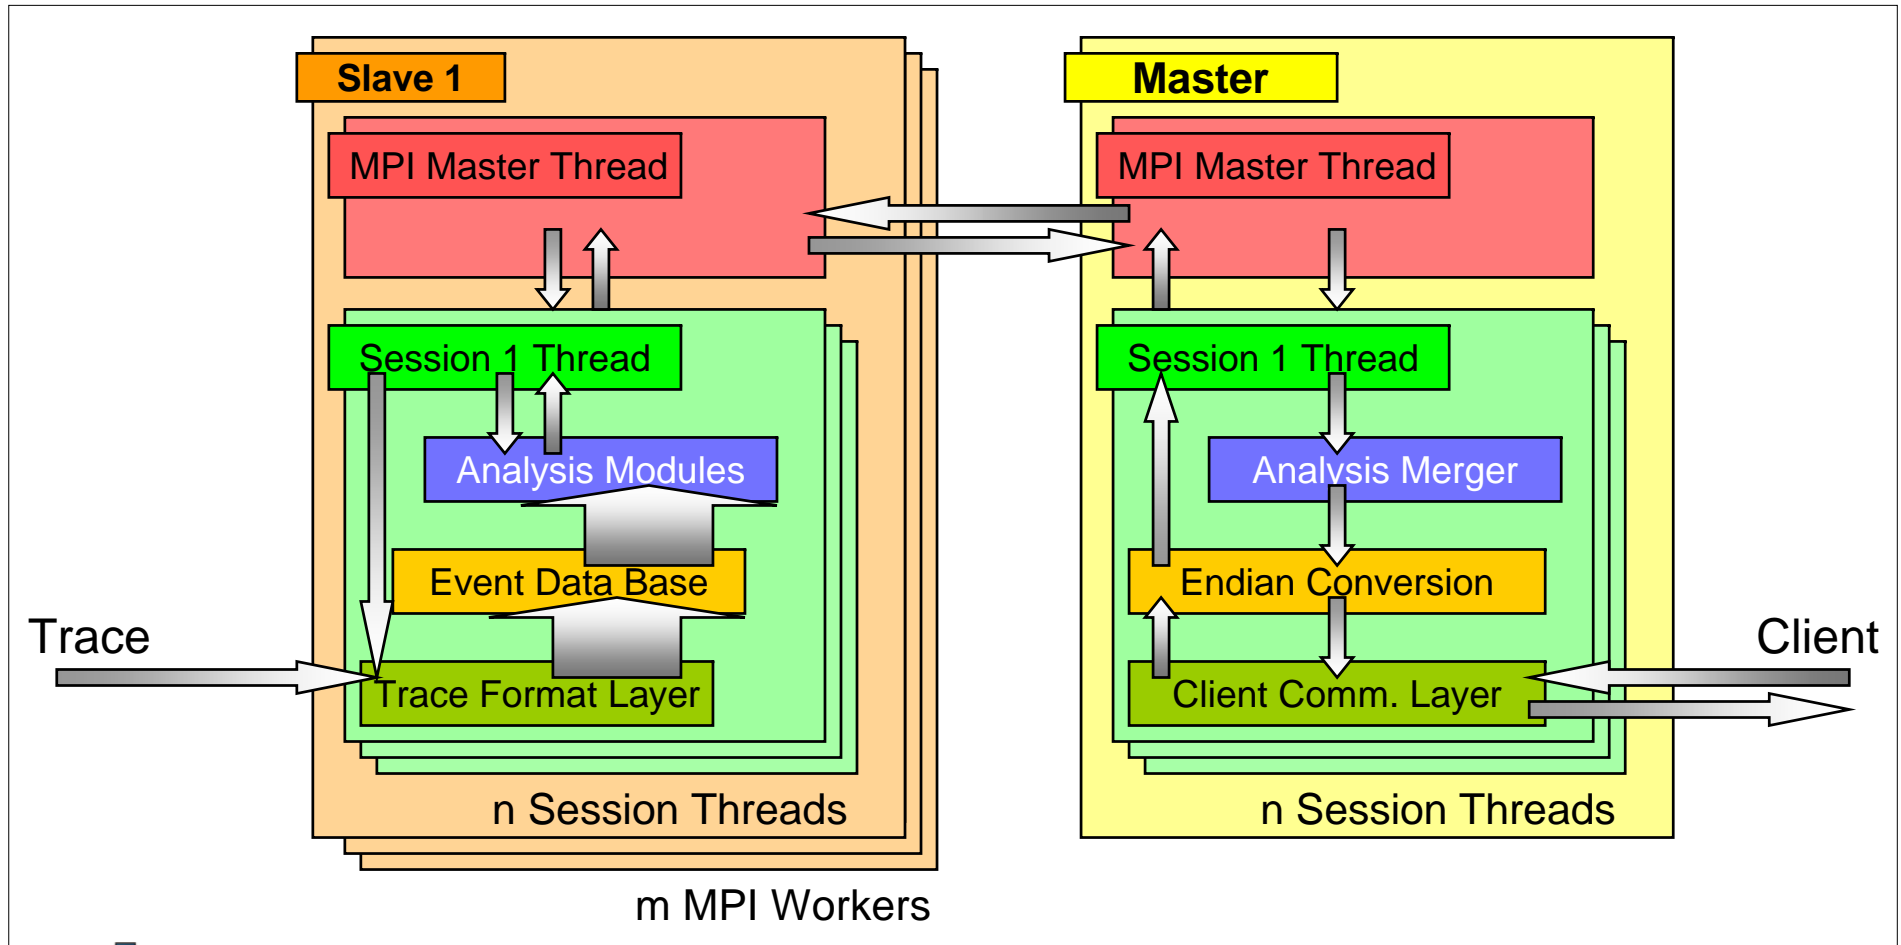 Slave 1
MPI Master Thread
Session 1 Thread
Analysis Modules
Event Data Base
Trace
Trace Format Layer
n Session Threads
m MPI Workers
Master
MPI Master Thread
Session 1 Thread
Analysis Merger
Endian Conversion
Client
Client Comm. Layer
n Session Threads